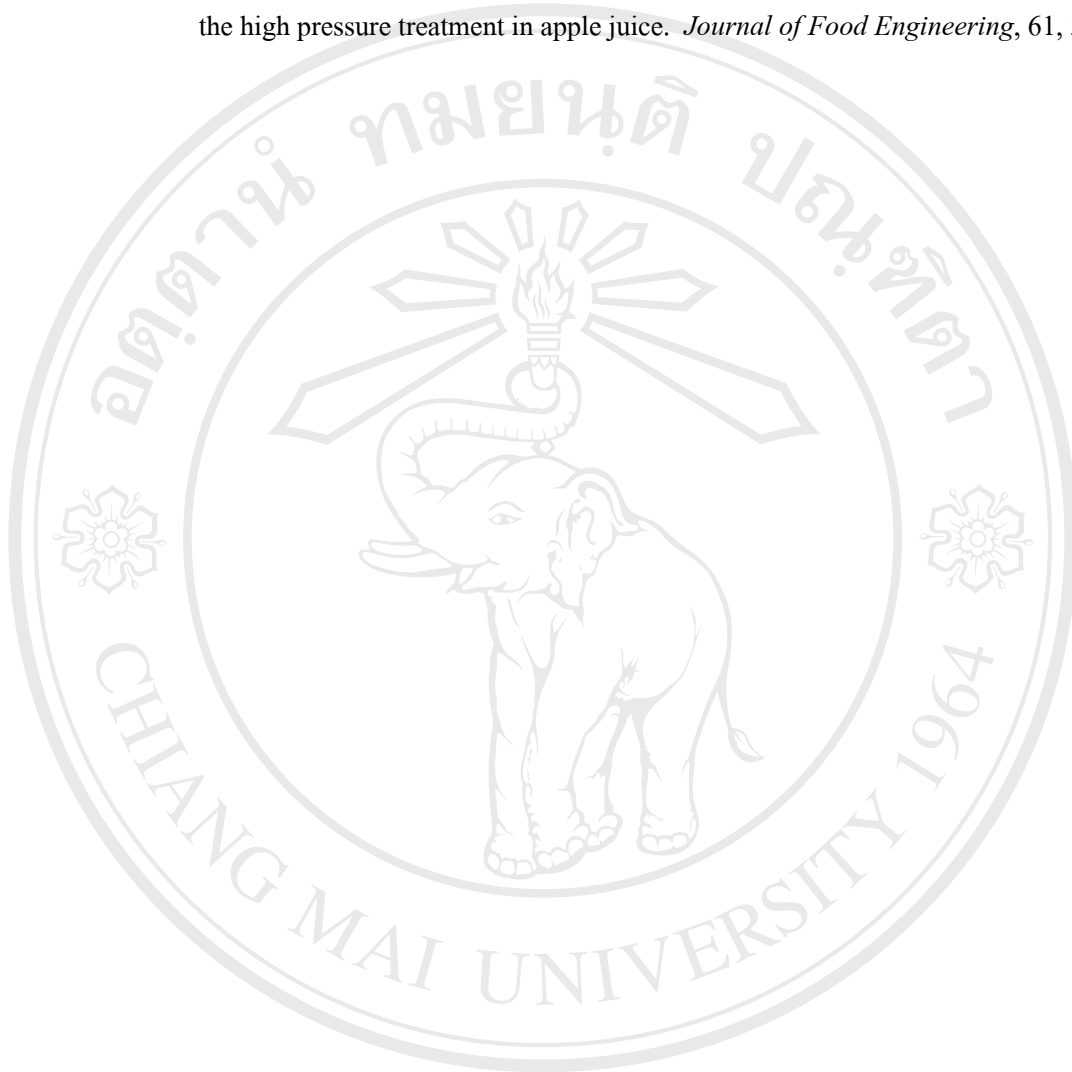 the high pressure treatment in apple juice. Journal of Food Engineering, 61,
อตฺตานํ ทมยนฺติ ปณฺฑิตา
CHIANG MAI UNIVERSITY 1964